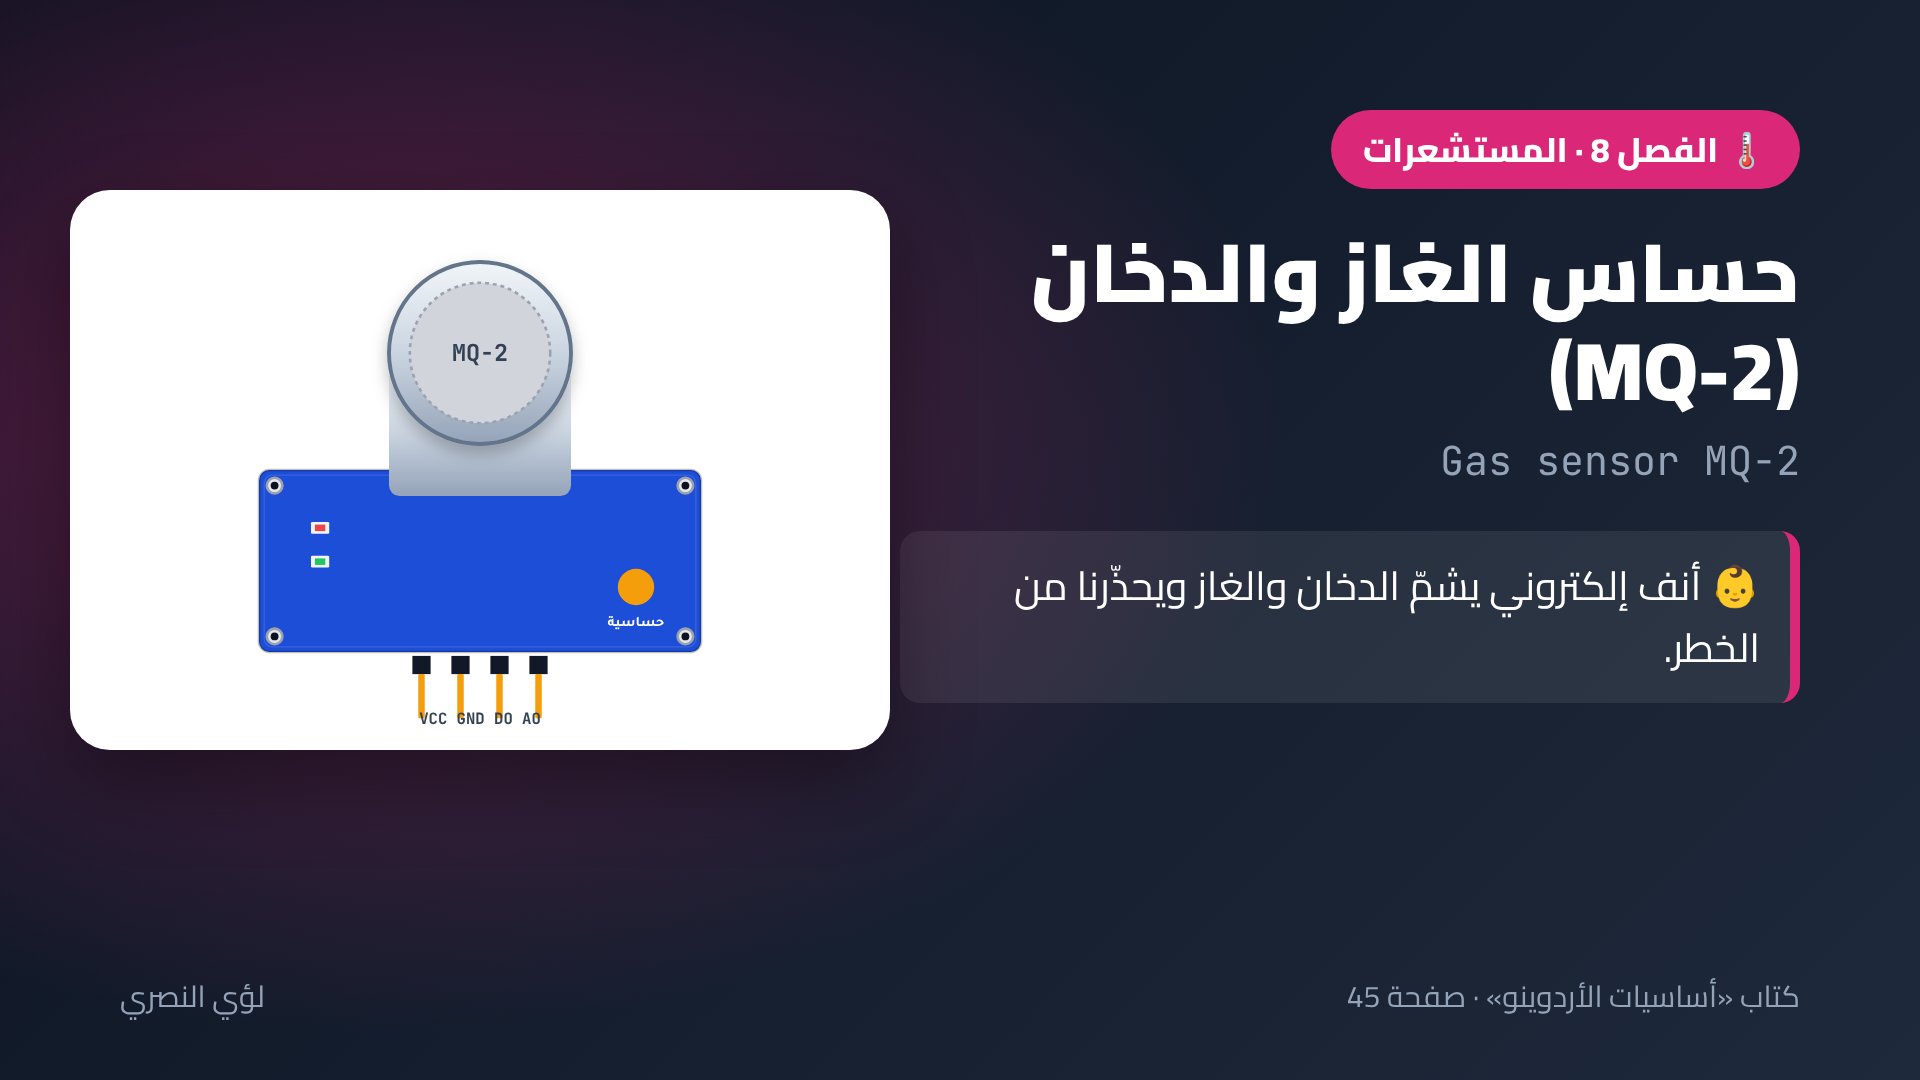 🌡️ الفصل 8 · المستشعرات
حساس الغاز والدخان
(MQ-2)
Gas sensor MQ-2
👶 أنف إلكتروني يشمّ الدخان والغاز ويحذّرنا من
الخطر.
MQ-2
حساسية
VCC GND DO AO
كتاب «أساسيات الأردوينو» · صفحة 45
لؤي النصري